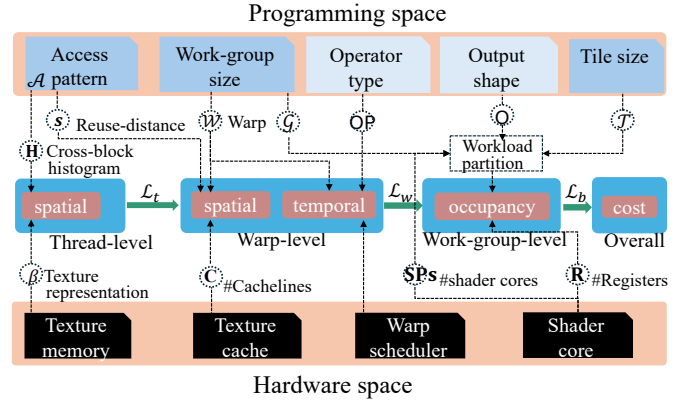 Programming space
Access
𝒜 pattern
Work-group
size
Operator
type
Output
shape
Tile size
s
Reuse-distance
𝒲 Warp
𝒢
OP
O
𝒯
H Cross-block
histogram
Workload
partition
spatial
ℒt
spatial
temporal
ℒw
occupancy
ℒb
cost
Thread-level
Warp-level
Work-group-level
Overall
β Texture
representation
C
#Cachelines
SPs #shader cores
R
#Registers
Texture
memory
Texture
cache
Warp
scheduler
Shader
core
Hardware space